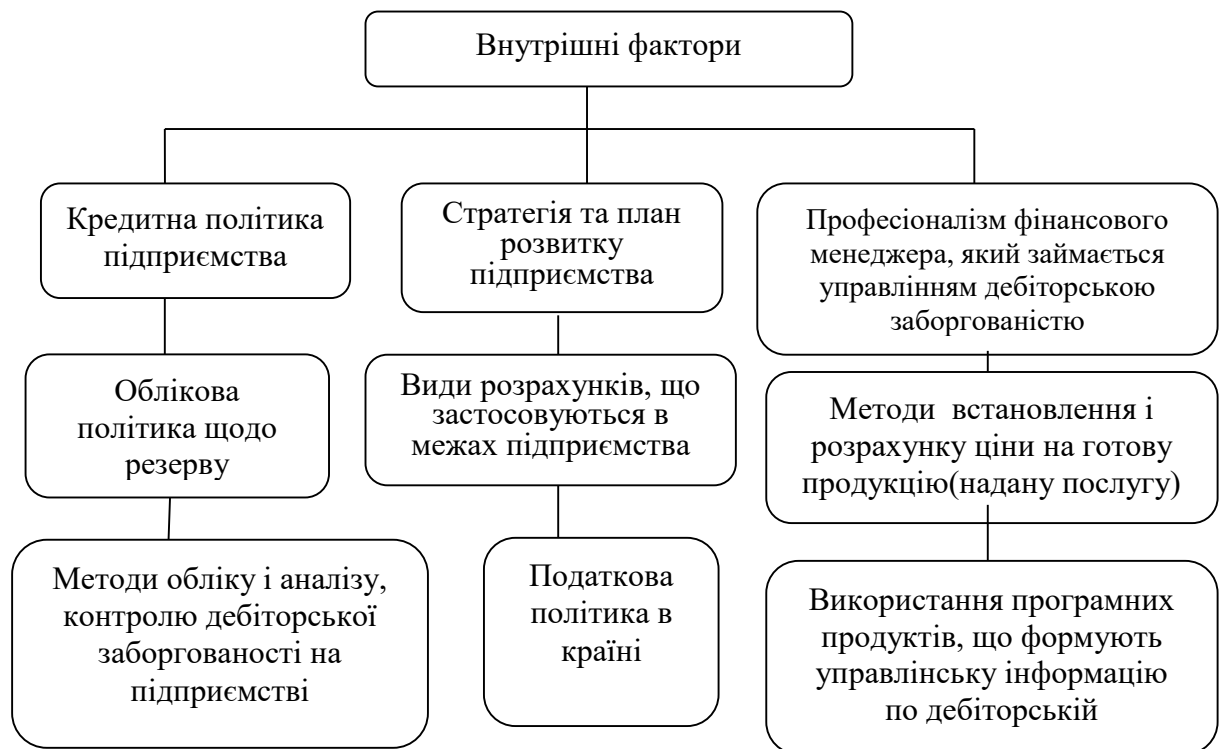 Внутрішні фактори
Кредитна політика
підприємства
Стратегія та план
розвитку
підприємства
Професіоналізм фінансового
менеджера, який займається
управлінням дебіторською
заборгованістю
Облікова
політика щодо
резерву
Види розрахунків, що
застосовуються в
межах підприємства
Методи встановлення і
розрахунку ціни на готову
продукцію(надану послугу)
Методи обліку і аналізу,
контролю дебіторської
заборгованості на
підприємстві
Податкова
політика в
країні
Використання програмних
продуктів, що формують
управлінську інформацію
по дебіторській